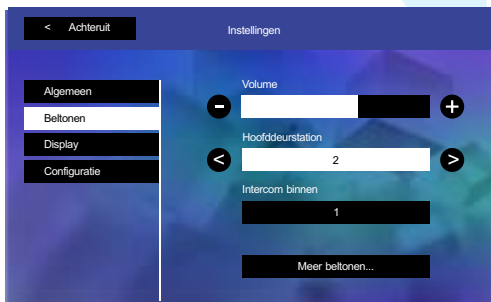 < Achteruit
Instellingen
Algemeen
Beltonen
Display
Configuratie
Volume
-
+
Hoofddeurstation
<
2
>
Intercom binnen
1
Meer beltonen...